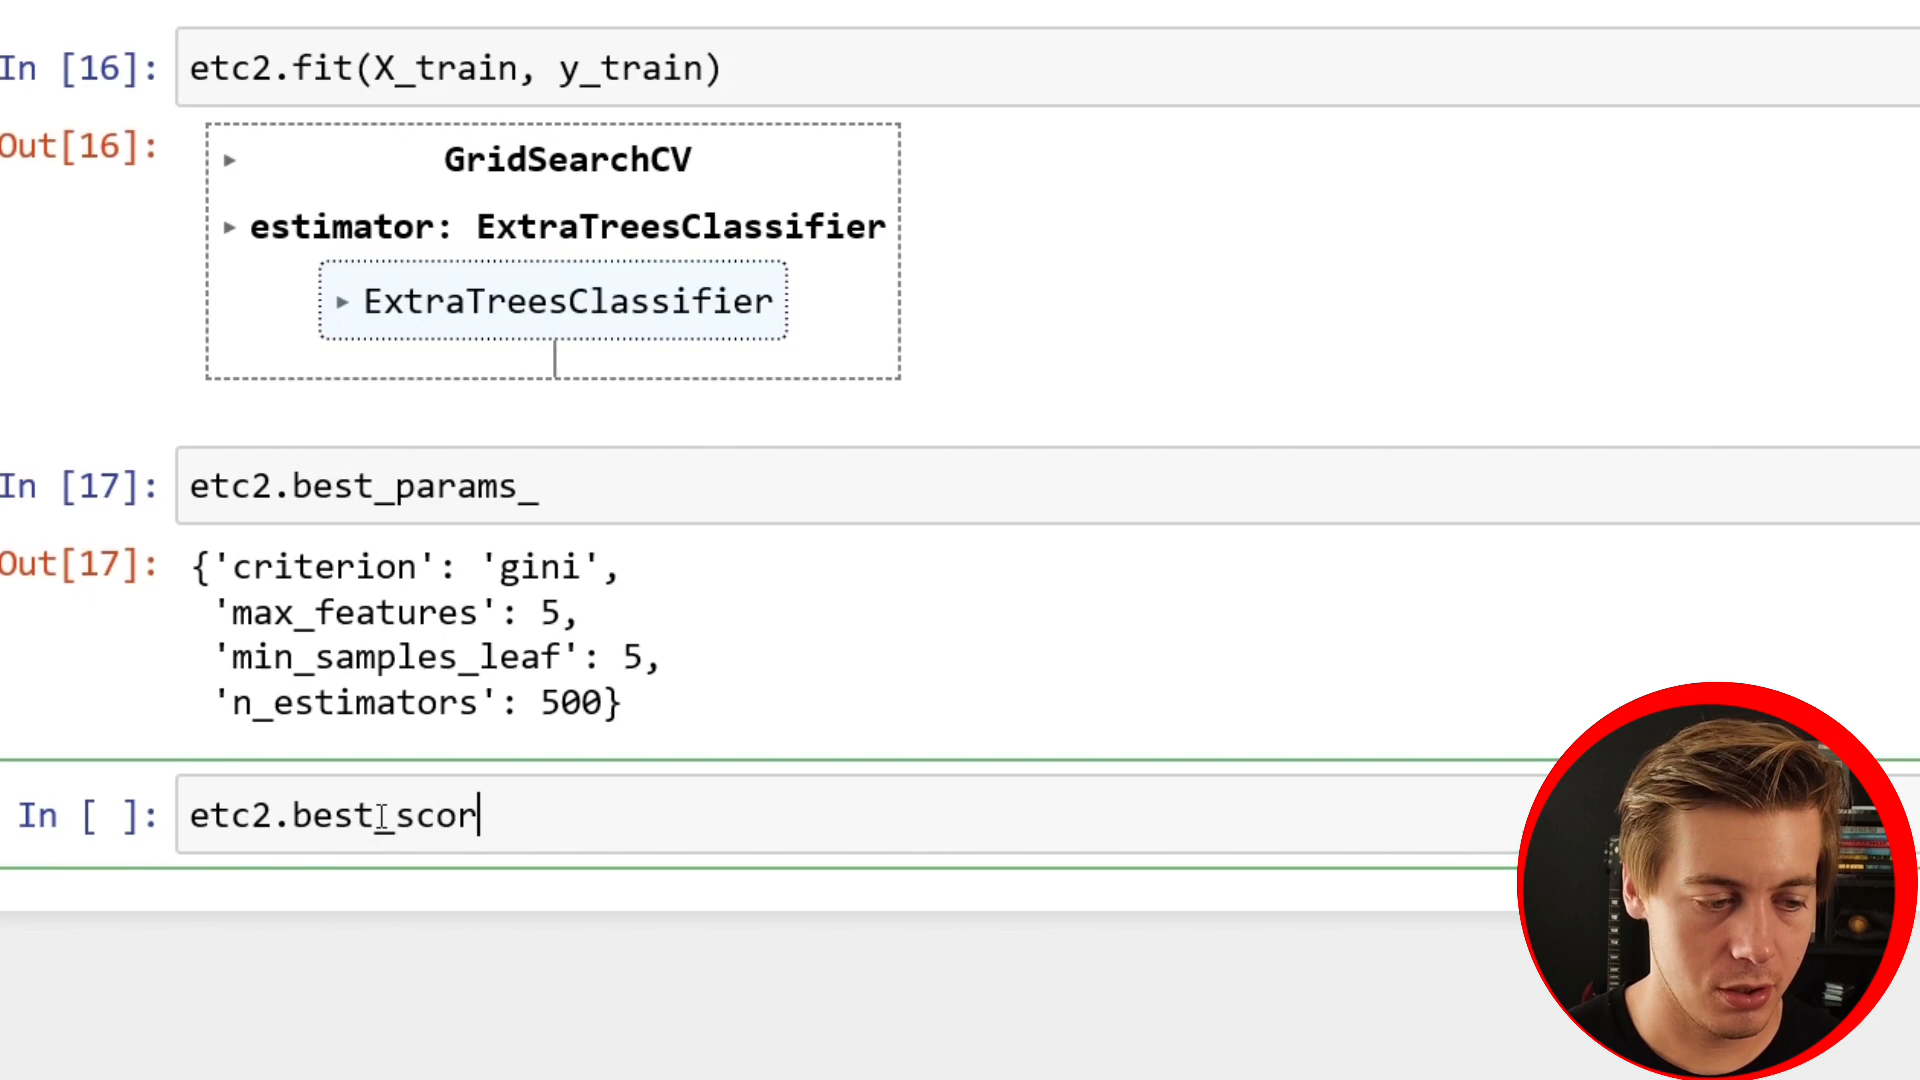 In [16]: etc2.fit(X_train, y_train)
Out[16]:
GridSearchCV
estimator: ExtraTreesClassifier
ExtraTreesClassifier
In [17]: etc2.best_params_
Out[17]: {'criterion': 'gini',
'max_features': 5,
'min_samples_leaf': 5,
'n_estimators': 500}
In [ ]: etc2.best_scor